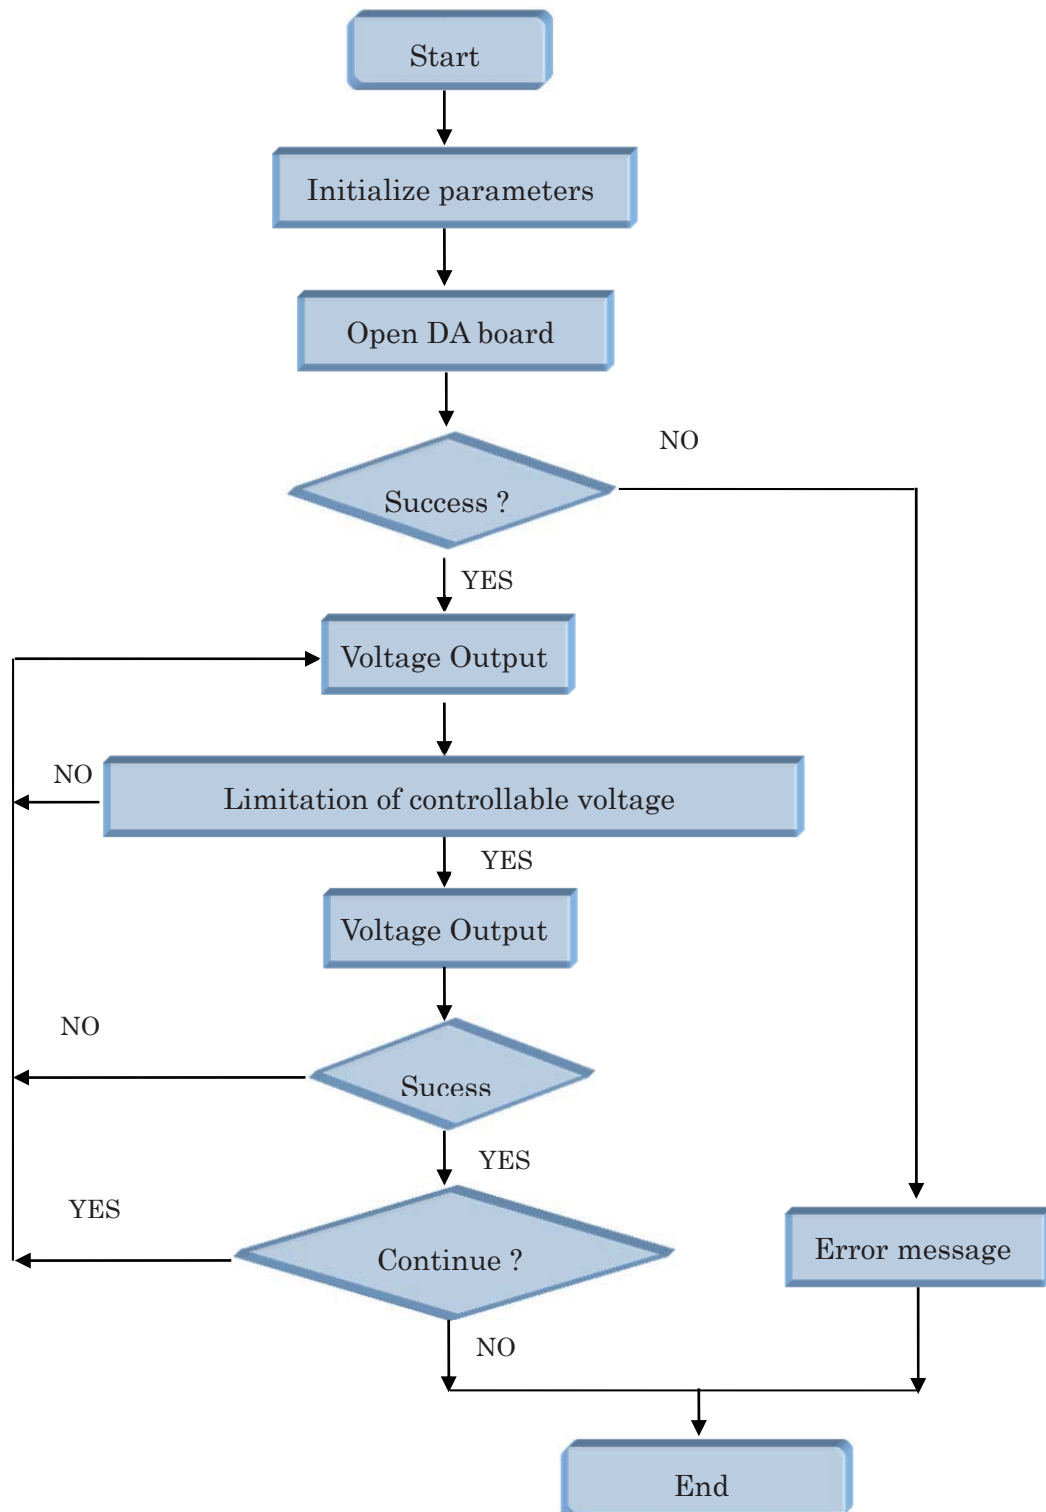 Start
Initialize parameters
Open DA board
NO
Success ?
YES
Voltage Output
NO
Limitation of controllable voltage
YES
Voltage Output
NO
Sucess
YES
YES
Continue ?
Error message
NO
End